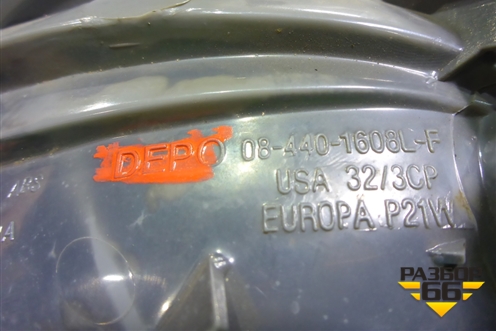 DEPO 08-440-1608L-F
USA 32/3CP
EUROPA P21W
A
РАЗБОР
66